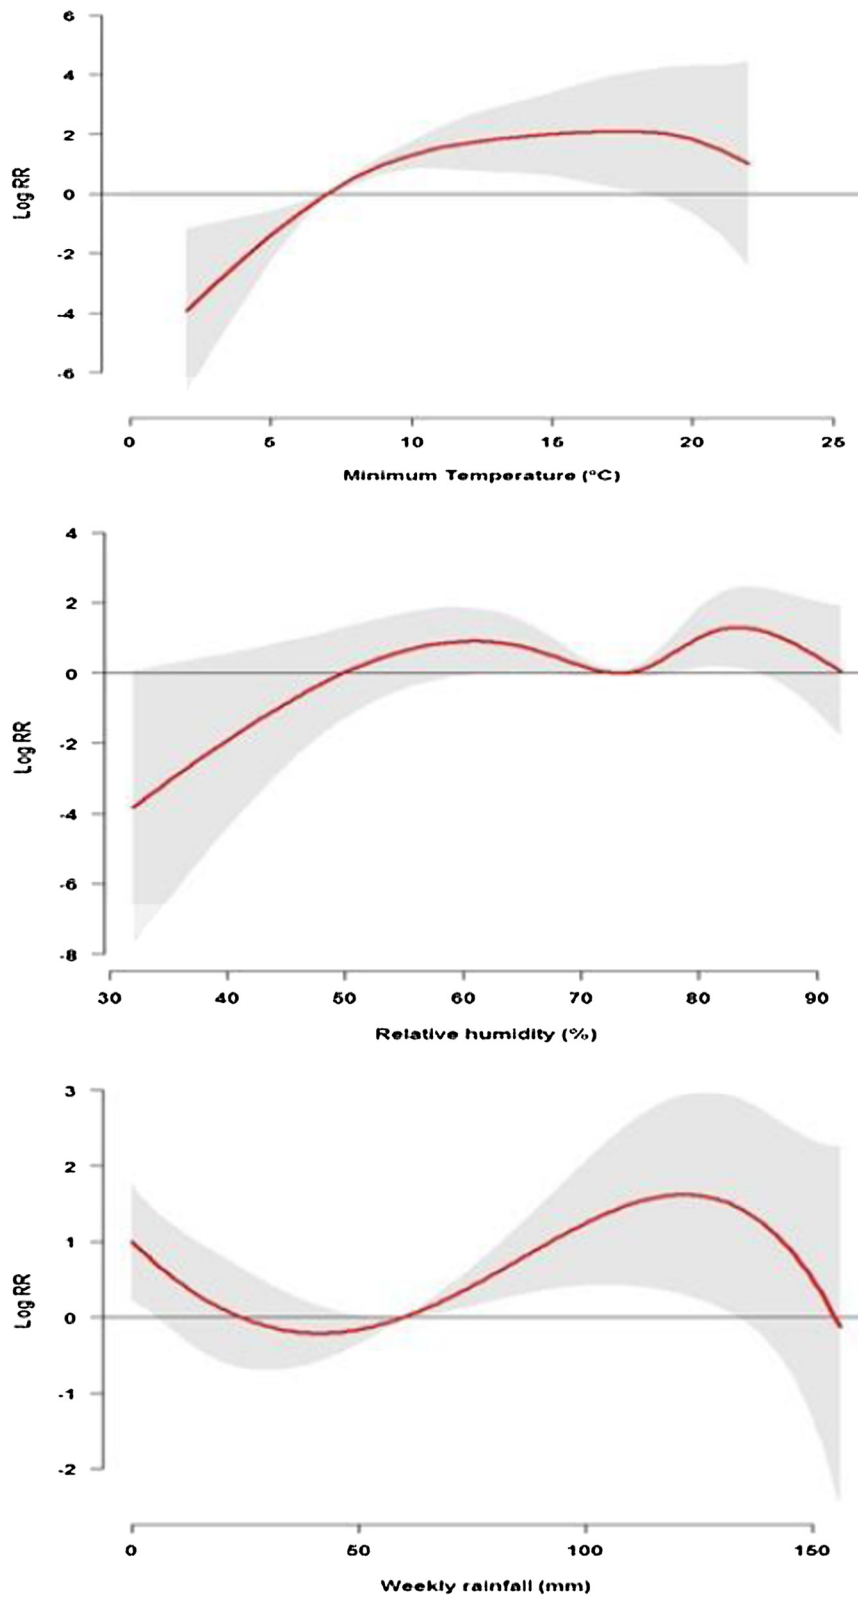 6
4
2
0
-2
-4
-6
Log RR
0 5 10 15 20 25
Minimum Temperature (°C)
4
2
0
-2
-4
-6
-8
Log RR
30 40 50 60 70 80 90
Relative humidity (%)
3
2
1
0
-1
-2
Log RR
0 50 100 150
Weekly rainfall (mm)